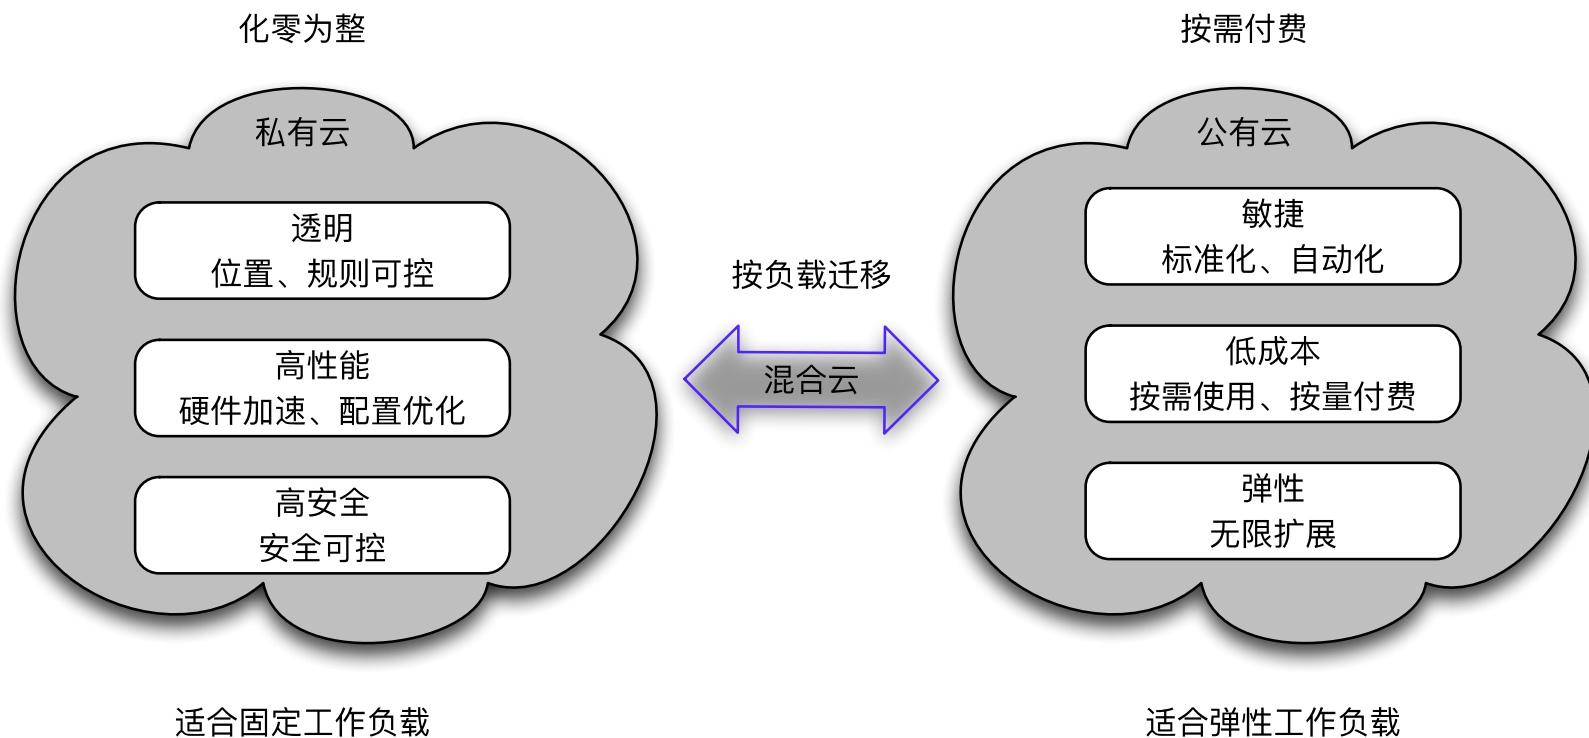 化零为整
私有云
透明
位置、规则可控
高性能
硬件加速、配置优化
高安全
安全可控
适合固定工作负载
按负载迁移
混合云
按需付费
公有云
敏捷
标准化、自动化
低成本
按需使用、按量付费
弹性
无限扩展
适合弹性工作负载